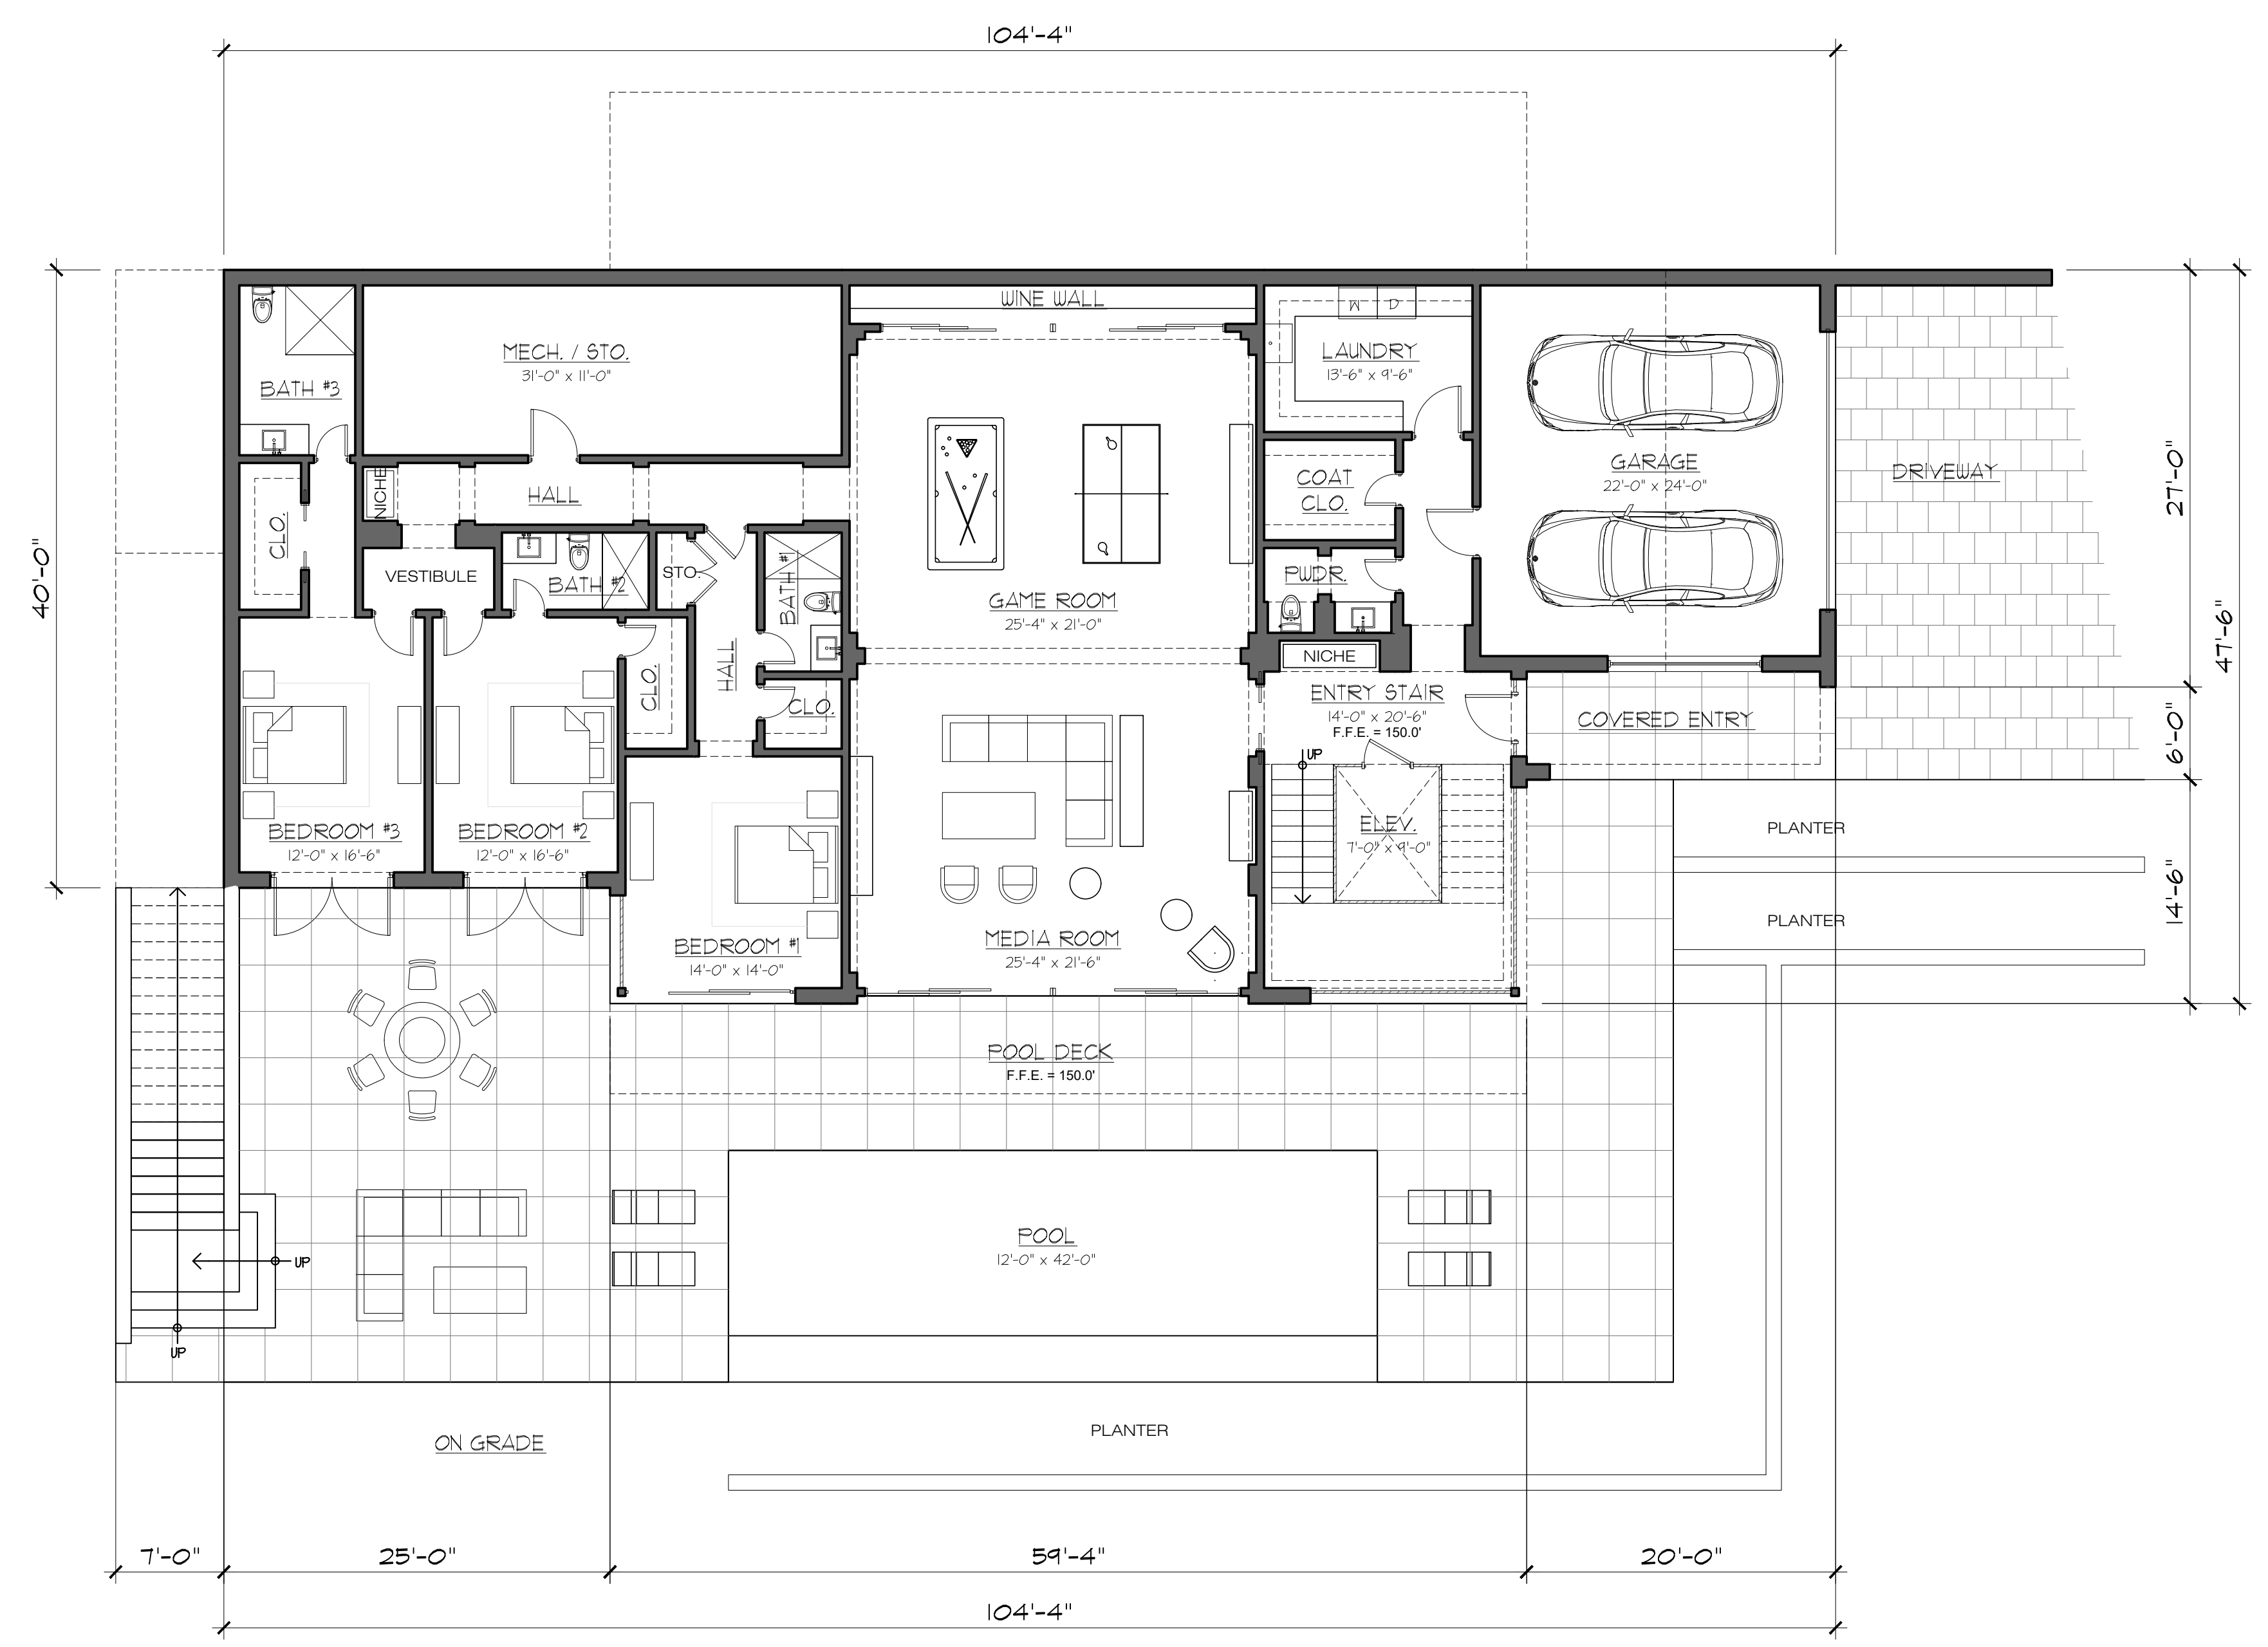 104'-4"
WINE WALL
W D
MECH. / STO.
31'-0" x 11'-0"
LAUNDRY
13'-6" x 9'-6"
BATH #3
GARAGE
22'-0" x 24'-0"
DRIVEWAY
27'-0"
COAT
CLO.
NICHE
HALL
CLO.
40'-0"
VESTIBULE
BATH #2
STO.
BATH #1
PWDR.
GAME ROOM
25'-4" x 21'-0"
47'-6"
NICHE
HALL
CLO.
CLO.
ENTRY STAIR
14'-0" x 20'-6"
F.F.E. = 150.0'
COVERED ENTRY
6'-0"
UP
BEDROOM #3
12'-0" x 16'-6"
BEDROOM #2
12'-0" x 16'-6"
ELEV.
7'-0" x 9'-0"
PLANTER
14'-6"
PLANTER
BEDROOM #1
14'-0" x 14'-0"
MEDIA ROOM
25'-4" x 21'-6"
POOL DECK
F.F.E. = 150.0'
POOL
12'-0" x 42'-0"
UP
UP
PLANTER
ON GRADE
7'-0"
25'-0"
59'-4"
20'-0"
104'-4"